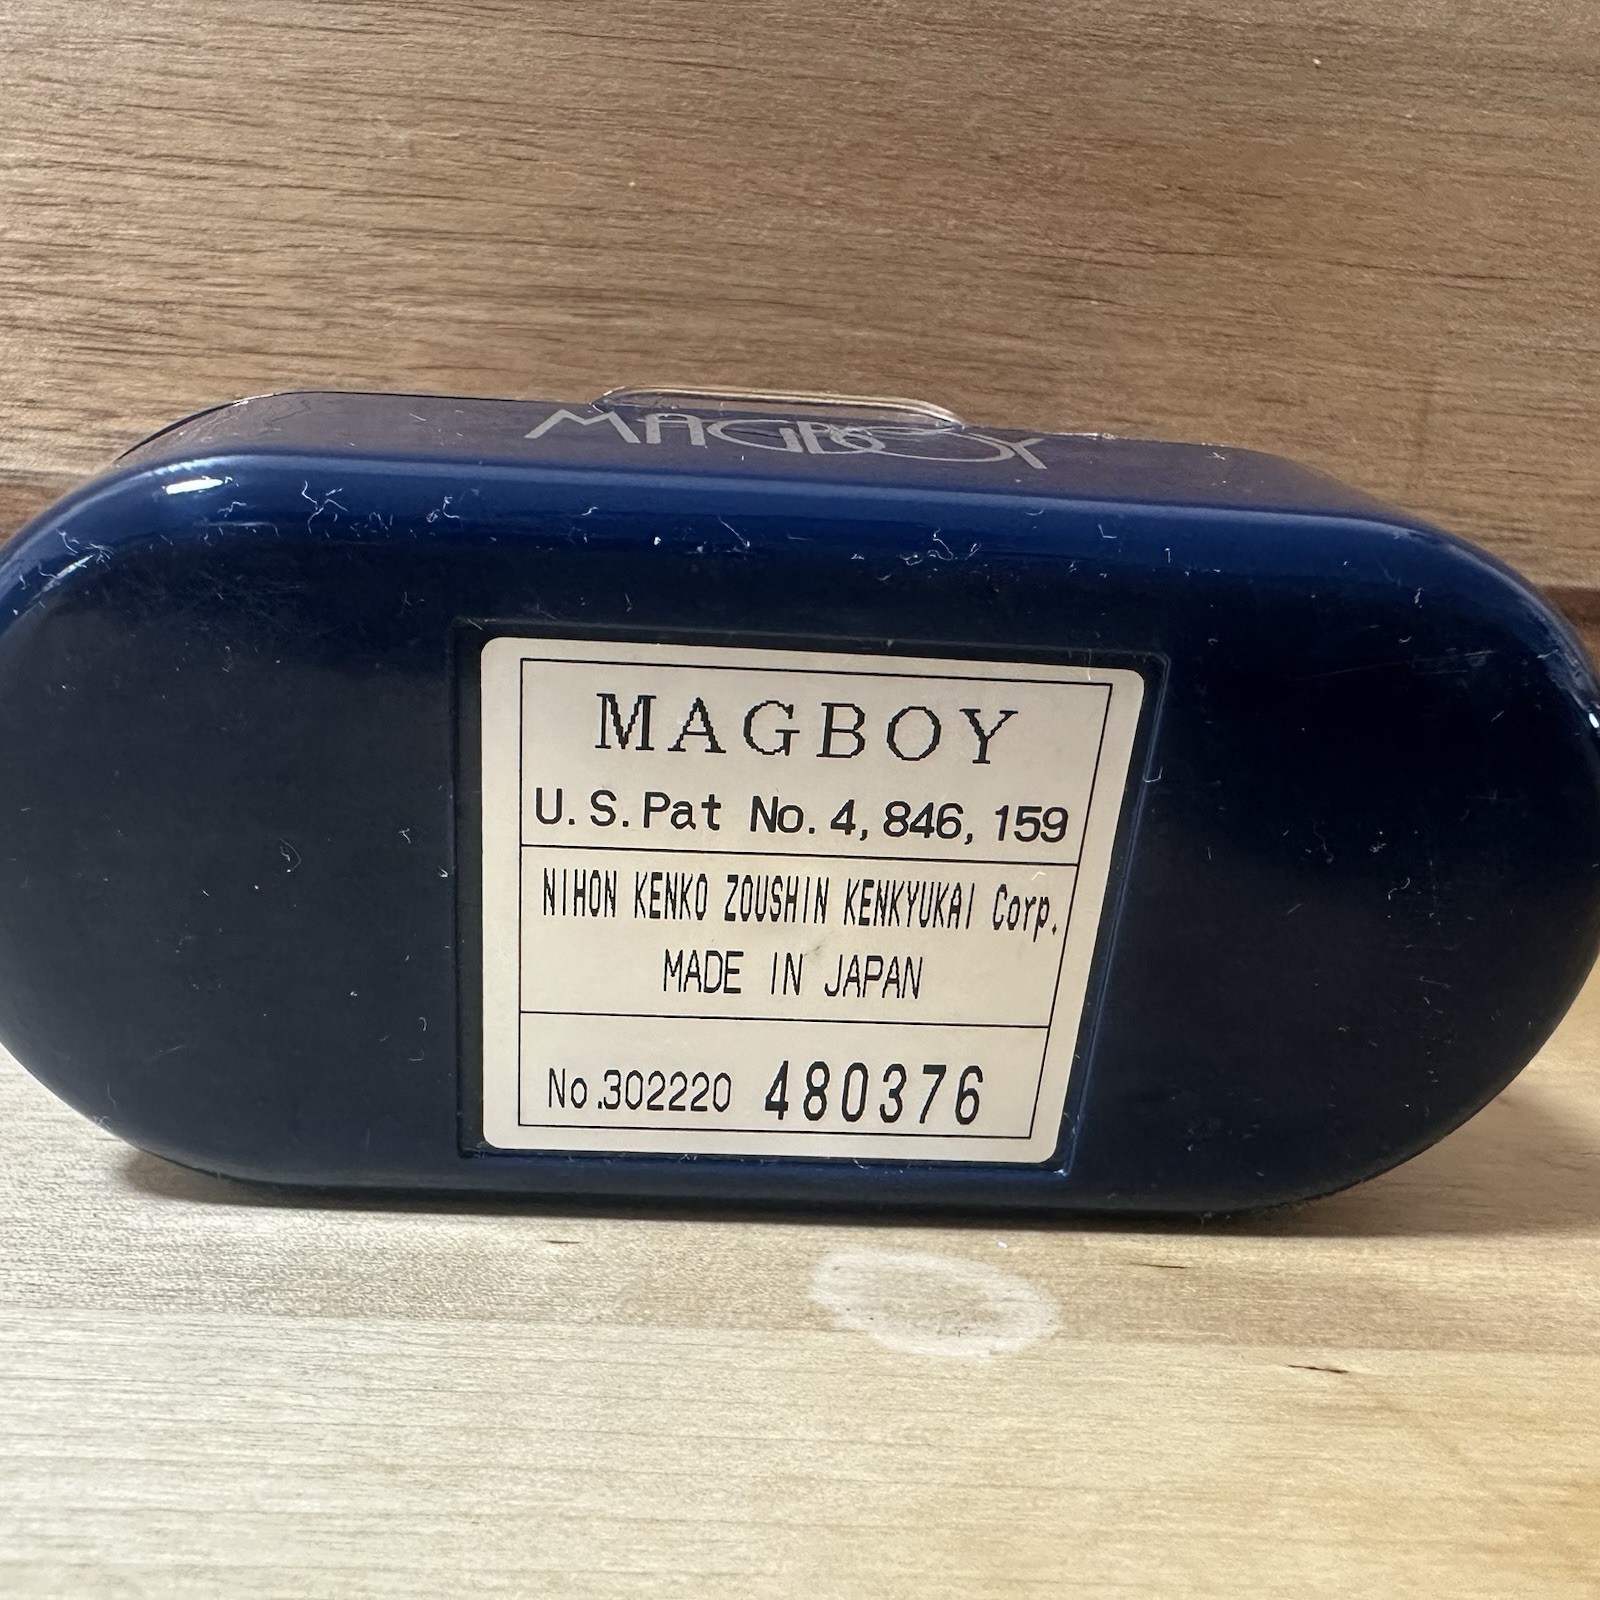 MAGBOY
MAGBOY
U.S.Pat No.4,846,159
NIHON KENKO ZOUSHIN KENKYUKAI Corp.
MADE IN JAPAN
No.302220 480376